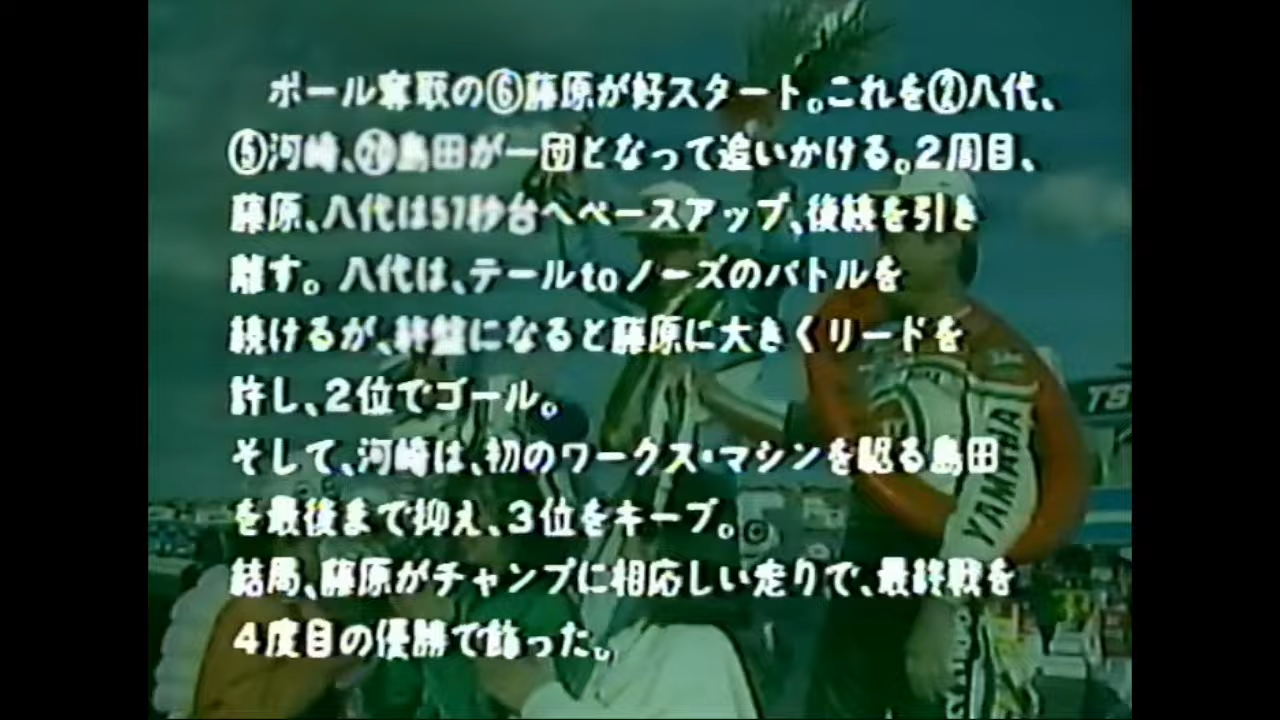 ポール奪取の⑥藤原が好スタート。これを②八代、
⑤河崎、⑳島田が一団となって追いかける。2周目、
藤原、八代は57秒台へペースアップ、後続を引き
離す。八代は、テールtoノーズのバトルを
続けるが、終盤になると藤原に大きくリードを
許し、2位でゴール。
そして、河崎は、初のワークス・マシンを駆る島田
を最後まで抑え、3位をキープ。
結局、藤原がチャンプに相応しい走りで、最終戦を
4度目の優勝で飾った。
YAMAHA